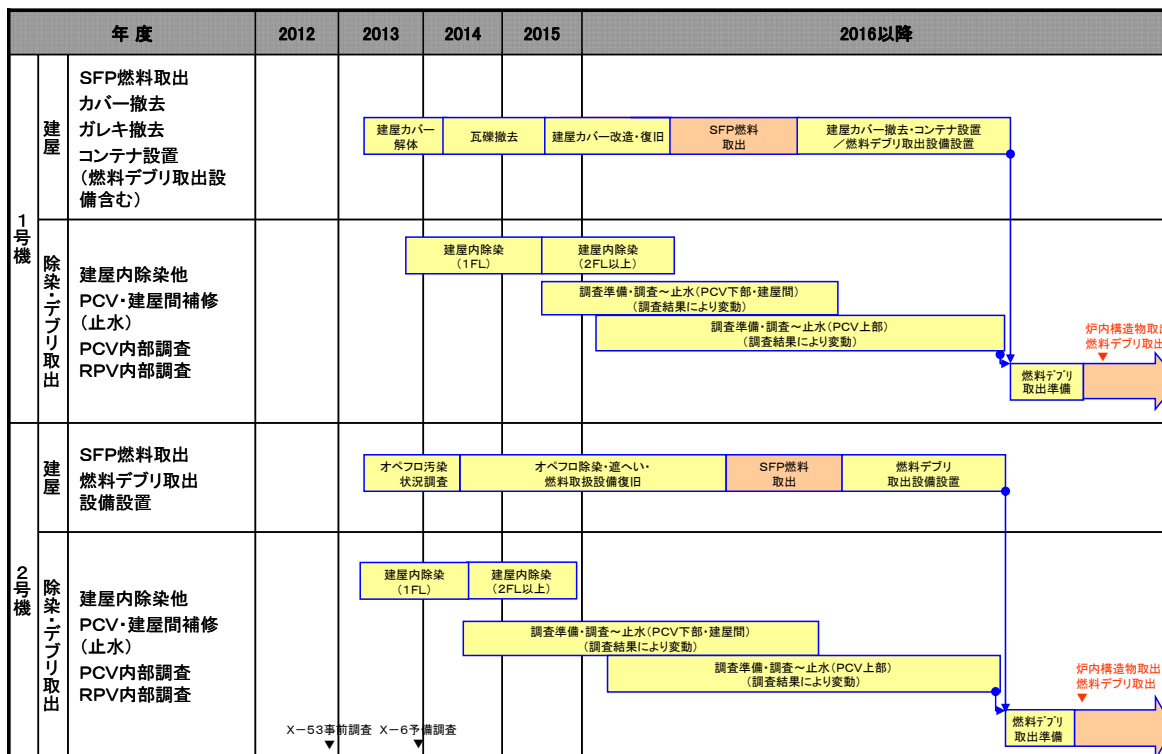 年度 2012 2013 2014 2015 2016以降
1号機
建屋
SFP燃料取出
カバー撤去
ガレキ撤去
コンテナ設置
(燃料デブリ取出設
備含む)
建屋カバー
解体
瓦礫撤去
建屋カバー改造・復旧
SFP燃料
取出
建屋カバー撤去・コンテナ設置
／燃料デブリ取出設備設置
除染・デブリ取出
建屋内除染他
PCV・建屋間補修
(止水)
PCV内部調査
RPV内部調査
建屋内除染
(1FL)
建屋内除染
(2FL以上)
調査準備・調査～止水(PCV下部・建屋間)
(調査結果により変動)
調査準備・調査～止水(PCV上部)
(調査結果により変動)
炉内構造物取出
燃料デブリ取出
▼
燃料デブリ
取出準備
2号機
建屋
SFP燃料取出
燃料デブリ取出
設備設置
オペフロ汚染
状況調査
オペフロ除染・遮へい・
燃料取扱設備復旧
SFP燃料
取出
燃料デブリ
取出設備設置
除染・デブリ取出
建屋内除染他
PCV・建屋間補修
(止水)
PCV内部調査
RPV内部調査
建屋内除染
(1FL)
建屋内除染
(2FL以上)
調査準備・調査～止水(PCV下部・建屋間)
(調査結果により変動)
調査準備・調査～止水(PCV上部)
(調査結果により変動)
炉内構造物取出
燃料デブリ取出
▼
X－53事前調査 X－6予備調査
▼ ▼
燃料デブリ
取出準備